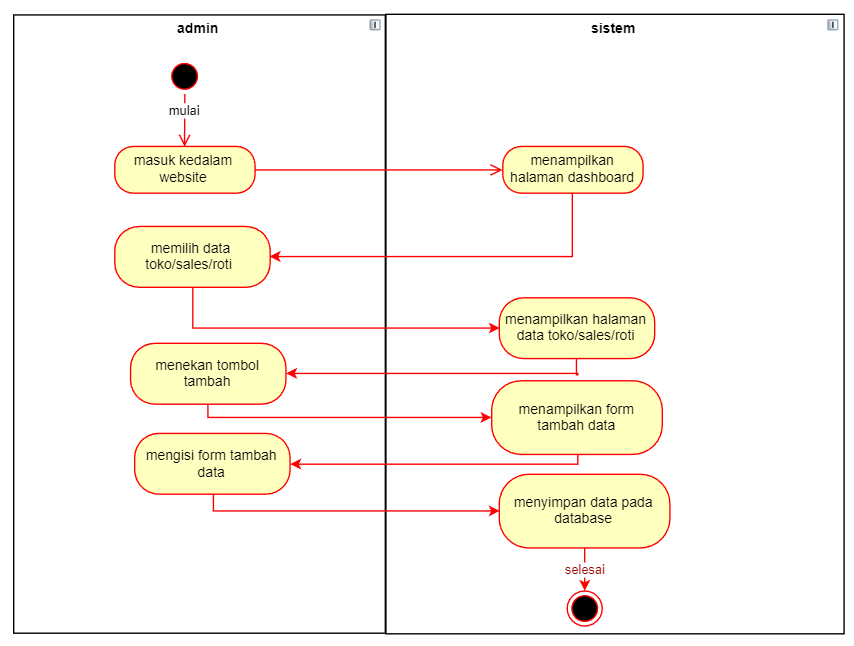 admin
sistem
mulai
masuk kedalam
website
menampilkan
halaman dashboard
memilih data
toko/sales/roti
menampilkan halaman
data toko/sales/roti
menekan tombol
tambah
menampilkan form
tambah data
mengisi form tambah
data
menyimpan data pada
database
selesai